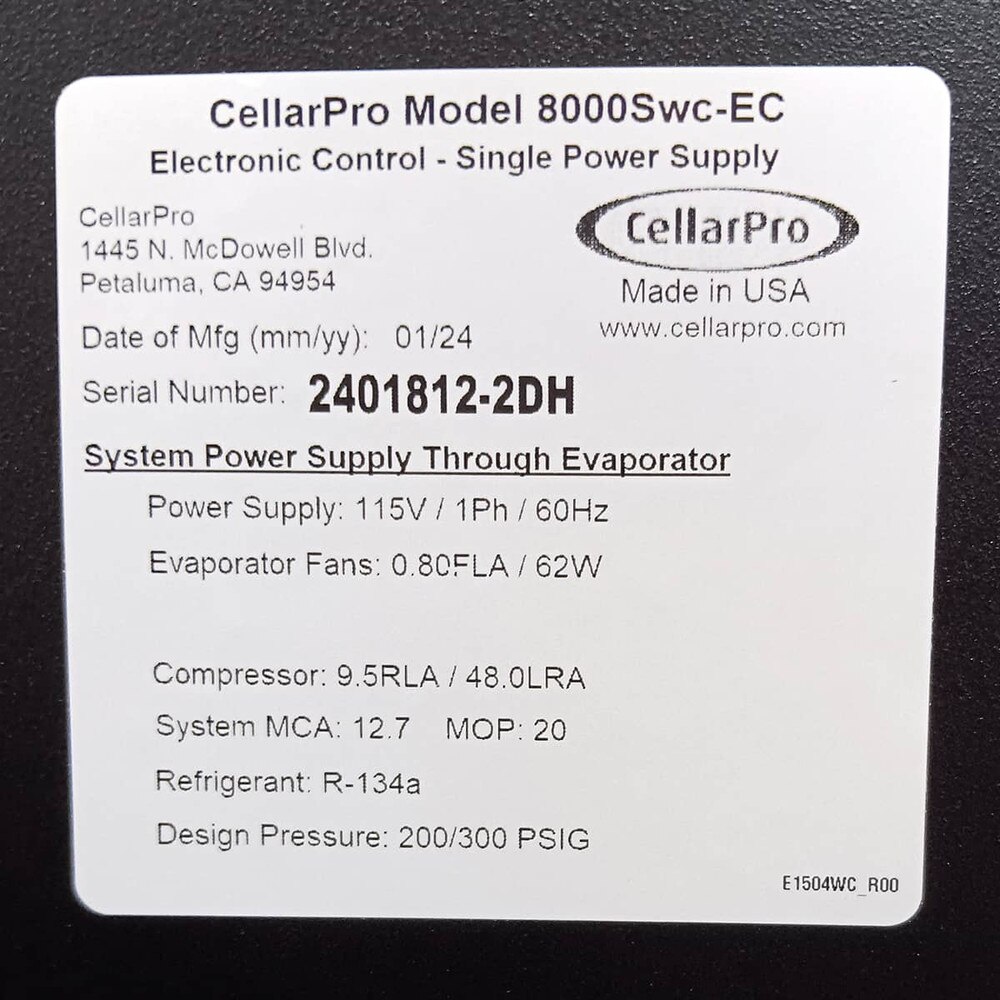 CellarPro Model 8000Swc-EC
Electronic Control - Single Power Supply
CellarPro
1445 N. McDowell Blvd.
Petaluma, CA 94954
CellarPro
Made in USA
www.cellarpro.com
Date of Mfg (mm/yy): 01/24
Serial Number: 2401812-2DH
System Power Supply Through Evaporator
Power Supply: 115V / 1Ph / 60Hz
Evaporator Fans: 0.80FLA / 62W
Compressor: 9.5RLA / 48.0LRA
System MCA: 12.7 MOP: 20
Refrigerant: R-134a
Design Pressure: 200/300 PSIG
E1504WC_R00